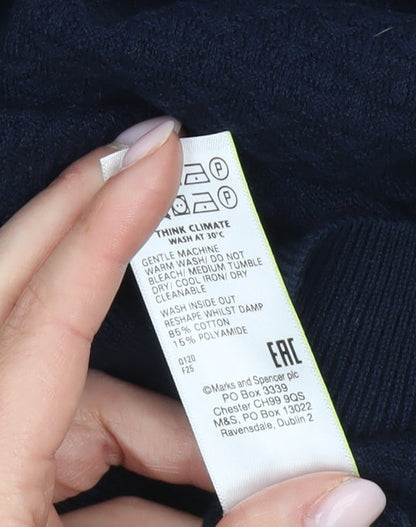 P
P
THINK CLIMATE
WASH AT 30°C
GENTLE MACHINE
WARM WASH/ DO NOT
BLEACH/ MEDIUM TUMBLE
DRY/ COOL IRON/ DRY
CLEANABLE
WASH INSIDE OUT
RESHAPE WHILST DAMP
85% COTTON
15% POLYAMIDE
Q120
F25
EAC
©Marks and Spencer plc
PO Box 3339
Chester CH99 9QS
M&S, PO Box 13022
Ravensdale, Dublin 2